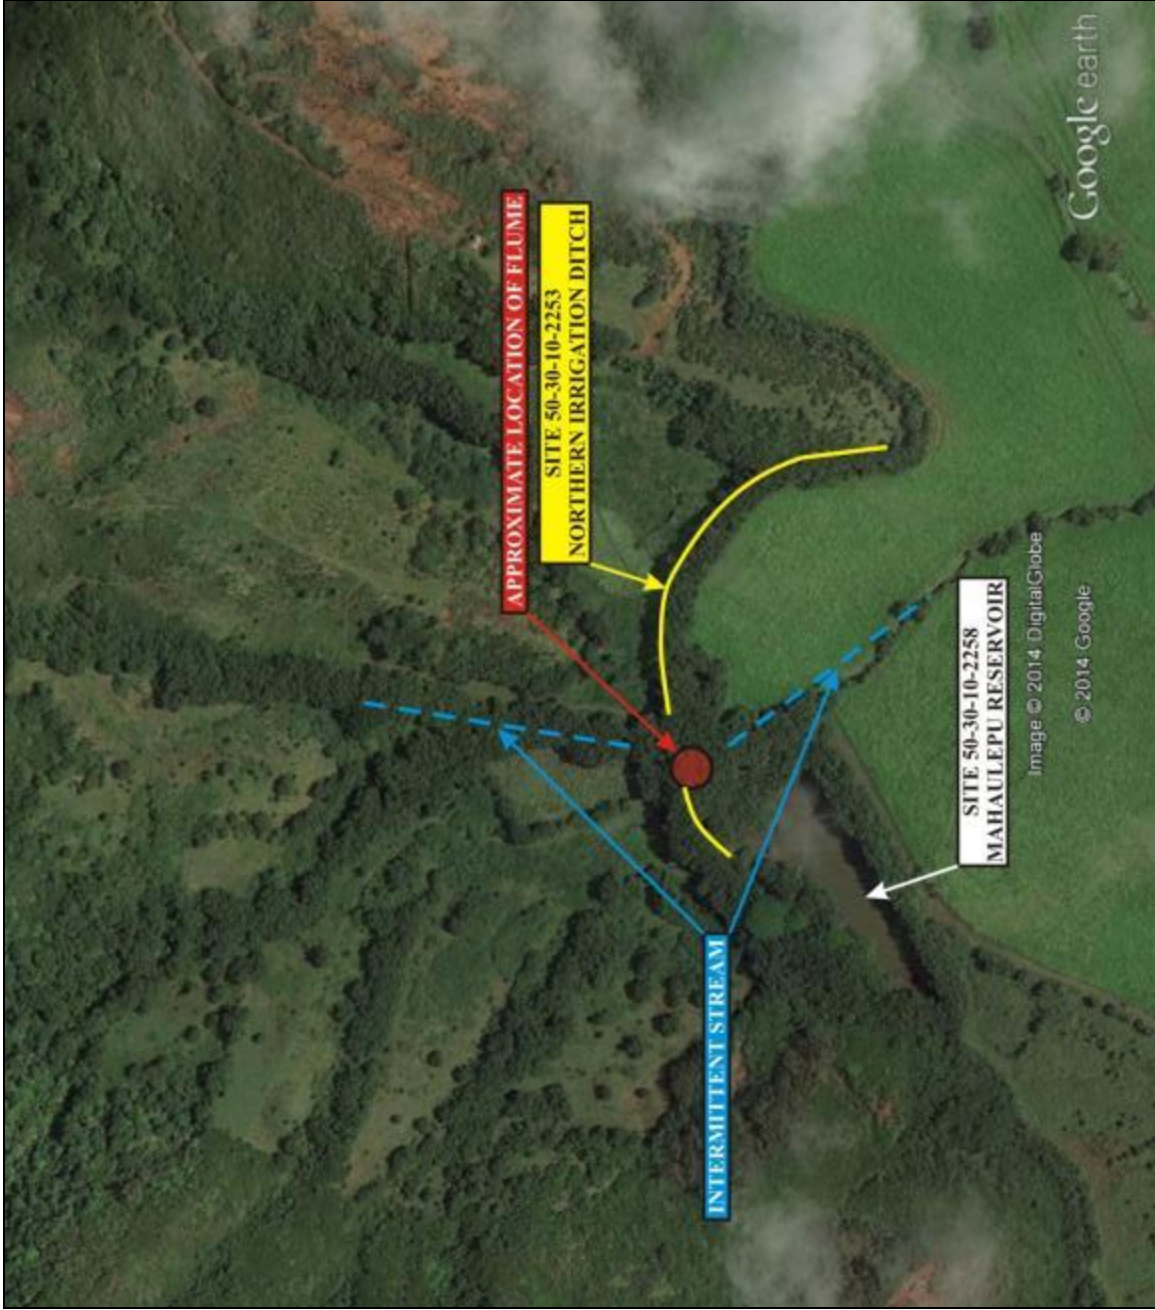 APPROXIMATE LOCATION OF FLUME
SITE 50-30-10-2253
NORTHERN IRRIGATION DITCH
INTERMITTENT STREAM
SITE 50-30-10-2258
MAHAULEPU RESERVOIR
Image © 2014 DigitalGlobe
© 2014 Google
Google earth